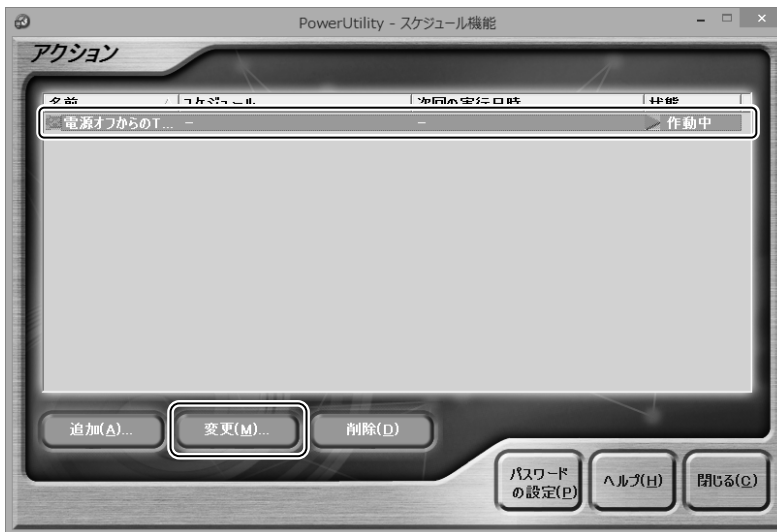 PowerUtility - スケジュール機能
アクション
名前 スケジュール 次回の実行日時 状態
電源オフからのT... - - 作動中
追加(A)... 変更(M)... 削除(D)
パスワード
の設定(P) ヘルプ(H) 閉じる(C)